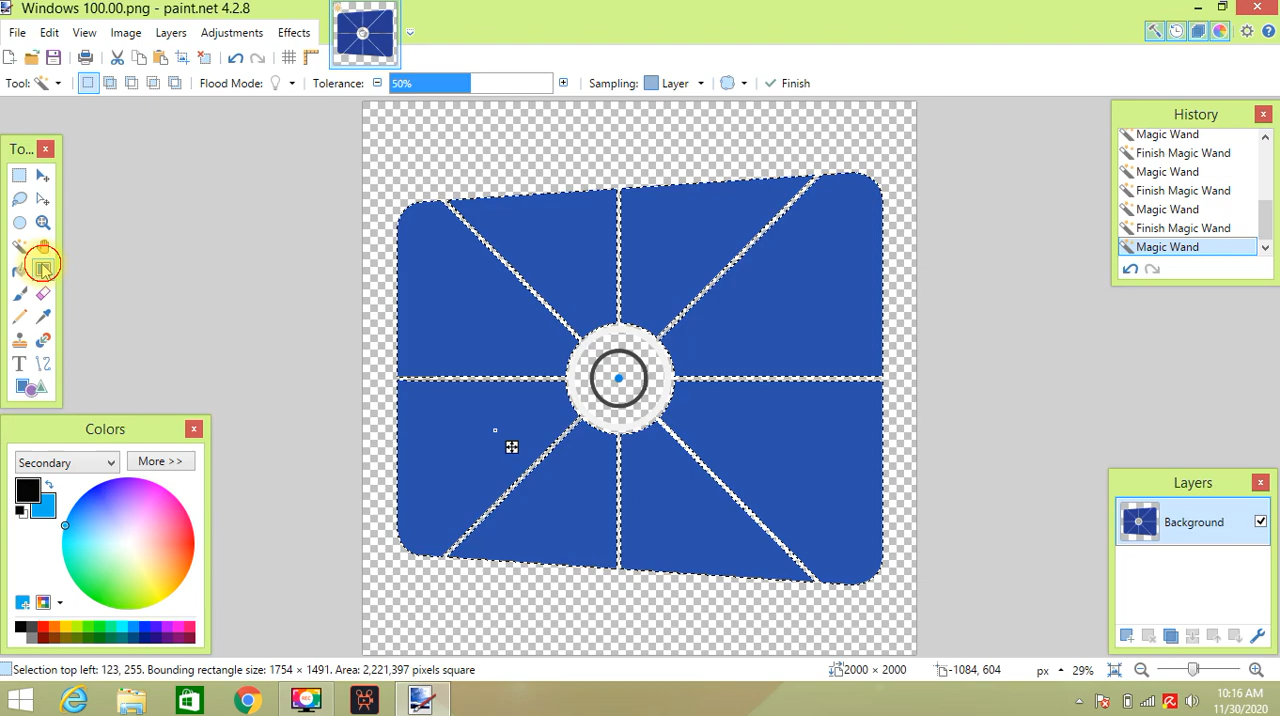 Windows 100.00.png - paint.net 4.2.8
File Edit View Image Layers Adjustments Effects
Tool: Flood Mode: Tolerance: 50% Sampling: Layer Finish
To...
History
Magic Wand
Finish Magic Wand
Magic Wand
Finish Magic Wand
Magic Wand
Finish Magic Wand
Magic Wand
Colors
Secondary
More >>
Layers
Background
Selection top left: 123, 255. Bounding rectangle size: 1754 × 1491. Area: 2,221,397 pixels square
2000 × 2000
-1084, 604
px
29%
REC
10:16 AM
11/30/2020